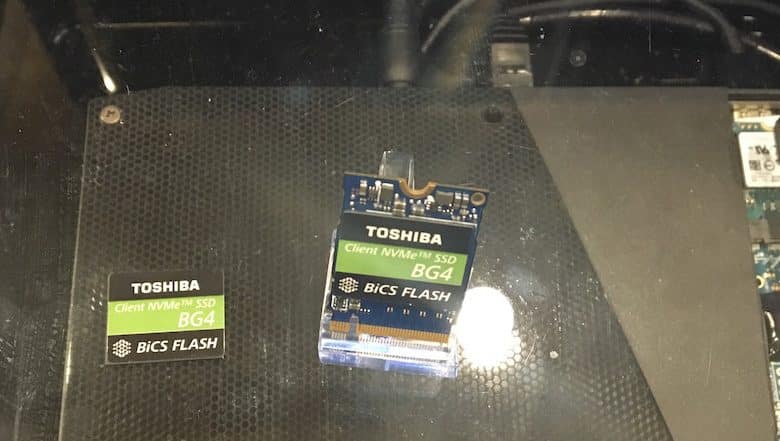 TOSHIBA
Client NVMe™ SSD
BG4
BiCS FLASH
TOSHIBA
Client NVMe™ SSD
BG4
BiCS FLASH